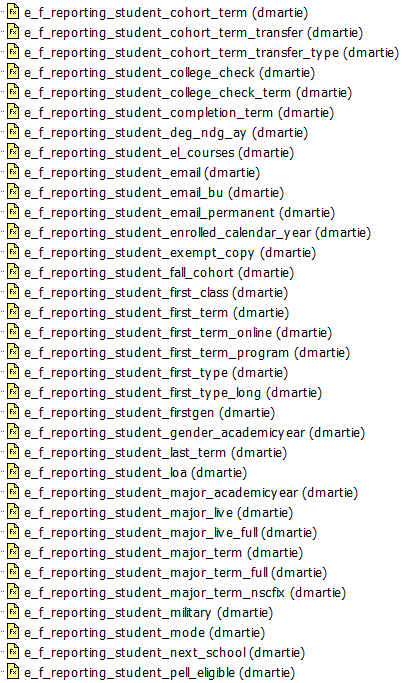 e_f_reporting_student_cohort_term (dmartie)
e_f_reporting_student_cohort_term_transfer (dmartie)
e_f_reporting_student_cohort_term_transfer_type (dmartie)
e_f_reporting_student_college_check (dmartie)
e_f_reporting_student_college_check_term (dmartie)
e_f_reporting_student_completion_term (dmartie)
e_f_reporting_student_deg_ndg_ay (dmartie)
e_f_reporting_student_el_courses (dmartie)
e_f_reporting_student_email (dmartie)
e_f_reporting_student_email_bu (dmartie)
e_f_reporting_student_email_permanent (dmartie)
e_f_reporting_student_enrolled_calendar_year (dmartie)
e_f_reporting_student_exempt_copy (dmartie)
e_f_reporting_student_fall_cohort (dmartie)
e_f_reporting_student_first_class (dmartie)
e_f_reporting_student_first_term (dmartie)
e_f_reporting_student_first_term_online (dmartie)
e_f_reporting_student_first_term_program (dmartie)
e_f_reporting_student_first_type (dmartie)
e_f_reporting_student_first_type_long (dmartie)
e_f_reporting_student_firstgen (dmartie)
e_f_reporting_student_gender_academicyear (dmartie)
e_f_reporting_student_last_term (dmartie)
e_f_reporting_student_loa (dmartie)
e_f_reporting_student_major_academicyear (dmartie)
e_f_reporting_student_major_live (dmartie)
e_f_reporting_student_major_live_full (dmartie)
e_f_reporting_student_major_term (dmartie)
e_f_reporting_student_major_term_full (dmartie)
e_f_reporting_student_major_term_nscfix (dmartie)
e_f_reporting_student_military (dmartie)
e_f_reporting_student_mode (dmartie)
e_f_reporting_student_next_school (dmartie)
e_f_reporting_student_pell_eligible (dmartie)